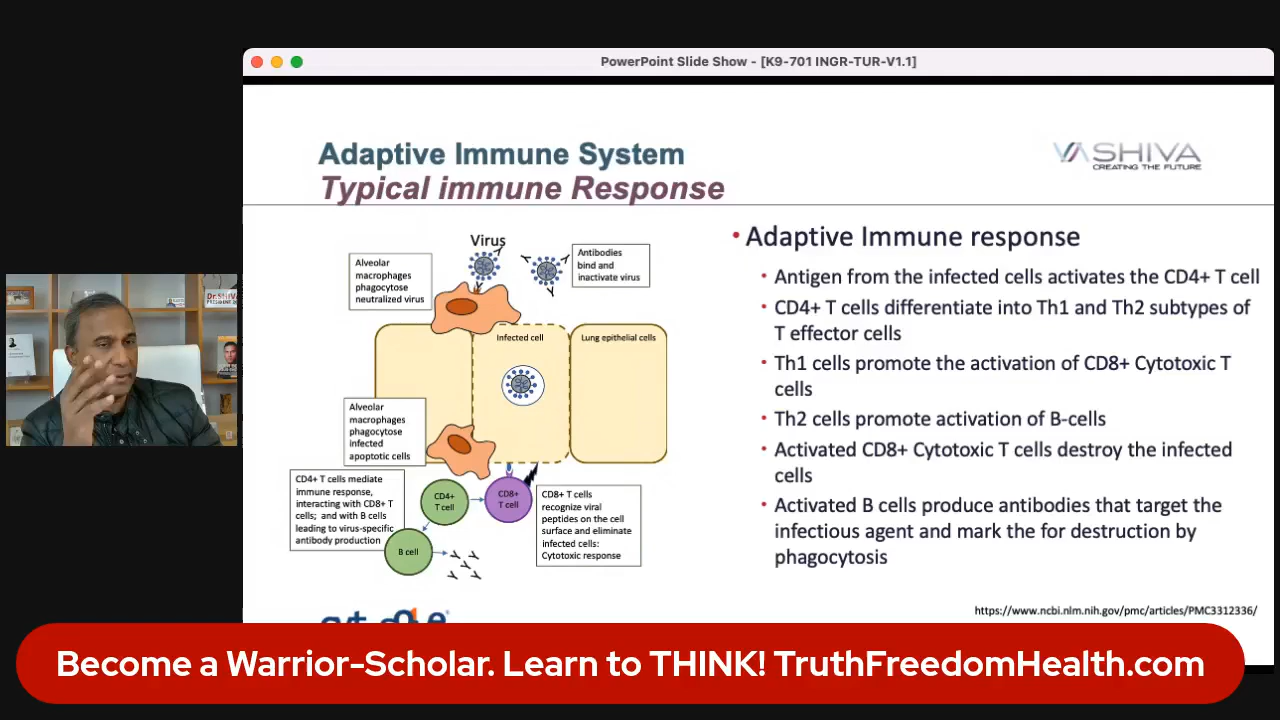 PowerPoint Slide Show - [K9-701 INGR-TUR-V1.1]
Adaptive Immune System
Typical immune Response
VASHIVA
CREATING THE FUTURE
Virus
Alveolar
macrophages
phagocytose
neutralized virus
Antibodies
bind and
inactivate virus
Infected cell
Lung epithelial cells
Alveolar
macrophages
phagocytose
infected
apoptotic cells
CD4+ T cells mediate
immune response,
interacting with CD8+ T
cells; and with B cells
leading to virus-specific
antibody production
CD4+
T cell
CD8+
T cell
B cell
CD8+ T cells
recognize viral
peptides on the cell
surface and eliminate
infected cells:
Cytotoxic response
• Adaptive Immune response
• Antigen from the infected cells activates the CD4+ T cell
• CD4+ T cells differentiate into Th1 and Th2 subtypes of
T effector cells
• Th1 cells promote the activation of CD8+ Cytotoxic T
cells
• Th2 cells promote activation of B-cells
• Activated CD8+ Cytotoxic T cells destroy the infected
cells
• Activated B cells produce antibodies that target the
infectious agent and mark the for destruction by
phagocytosis
https://www.ncbi.nlm.nih.gov/pmc/articles/PMC3312336/
Dr.SHIVA
Become a Warrior-Scholar. Learn to THINK! TruthFreedomHealth.com